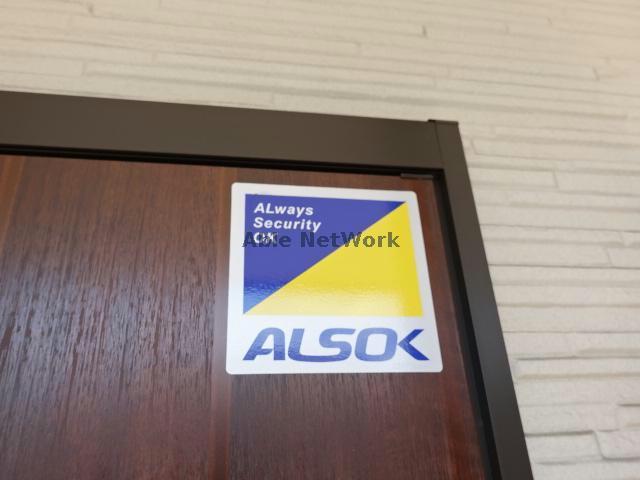 ALways
Security
OK
Able NetWork
ALSOK